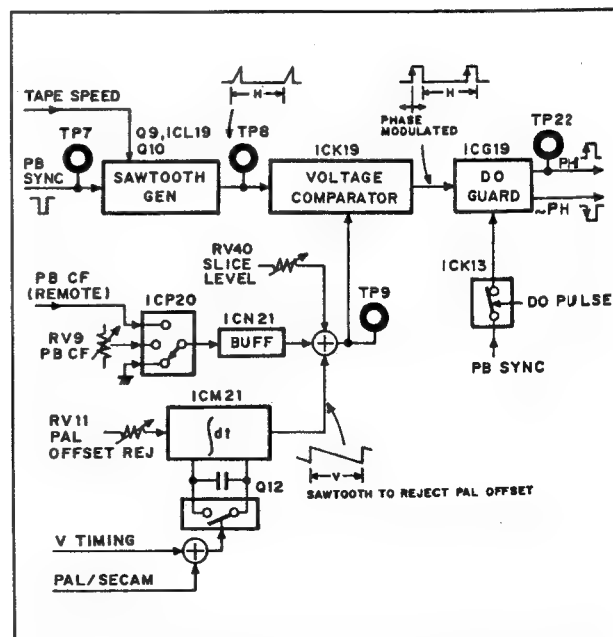 TAPE SPEED
TP7
Q9, ICL19
Q10
TP8
H
ICK19
PHASE
MODULATED
H
ICG19
TP22
PB
SYNC
SAWTOOTH
GEN
VOLTAGE
COMPARATOR
DO
GUARD
PH
~PH
RV40
SLICE
LEVEL
ICK13
DO PULSE
PB SYNC
PB CF
(REMOTE)
ICP20
RV9
PB CF
ICN21
BUFF
+
TP9
ICM21
RV11
PAL
OFFSET REJ
∫dt
V
SAWTOOTH TO REJECT PAL OFFSET
Q12
V TIMING
+
PAL/SECAM